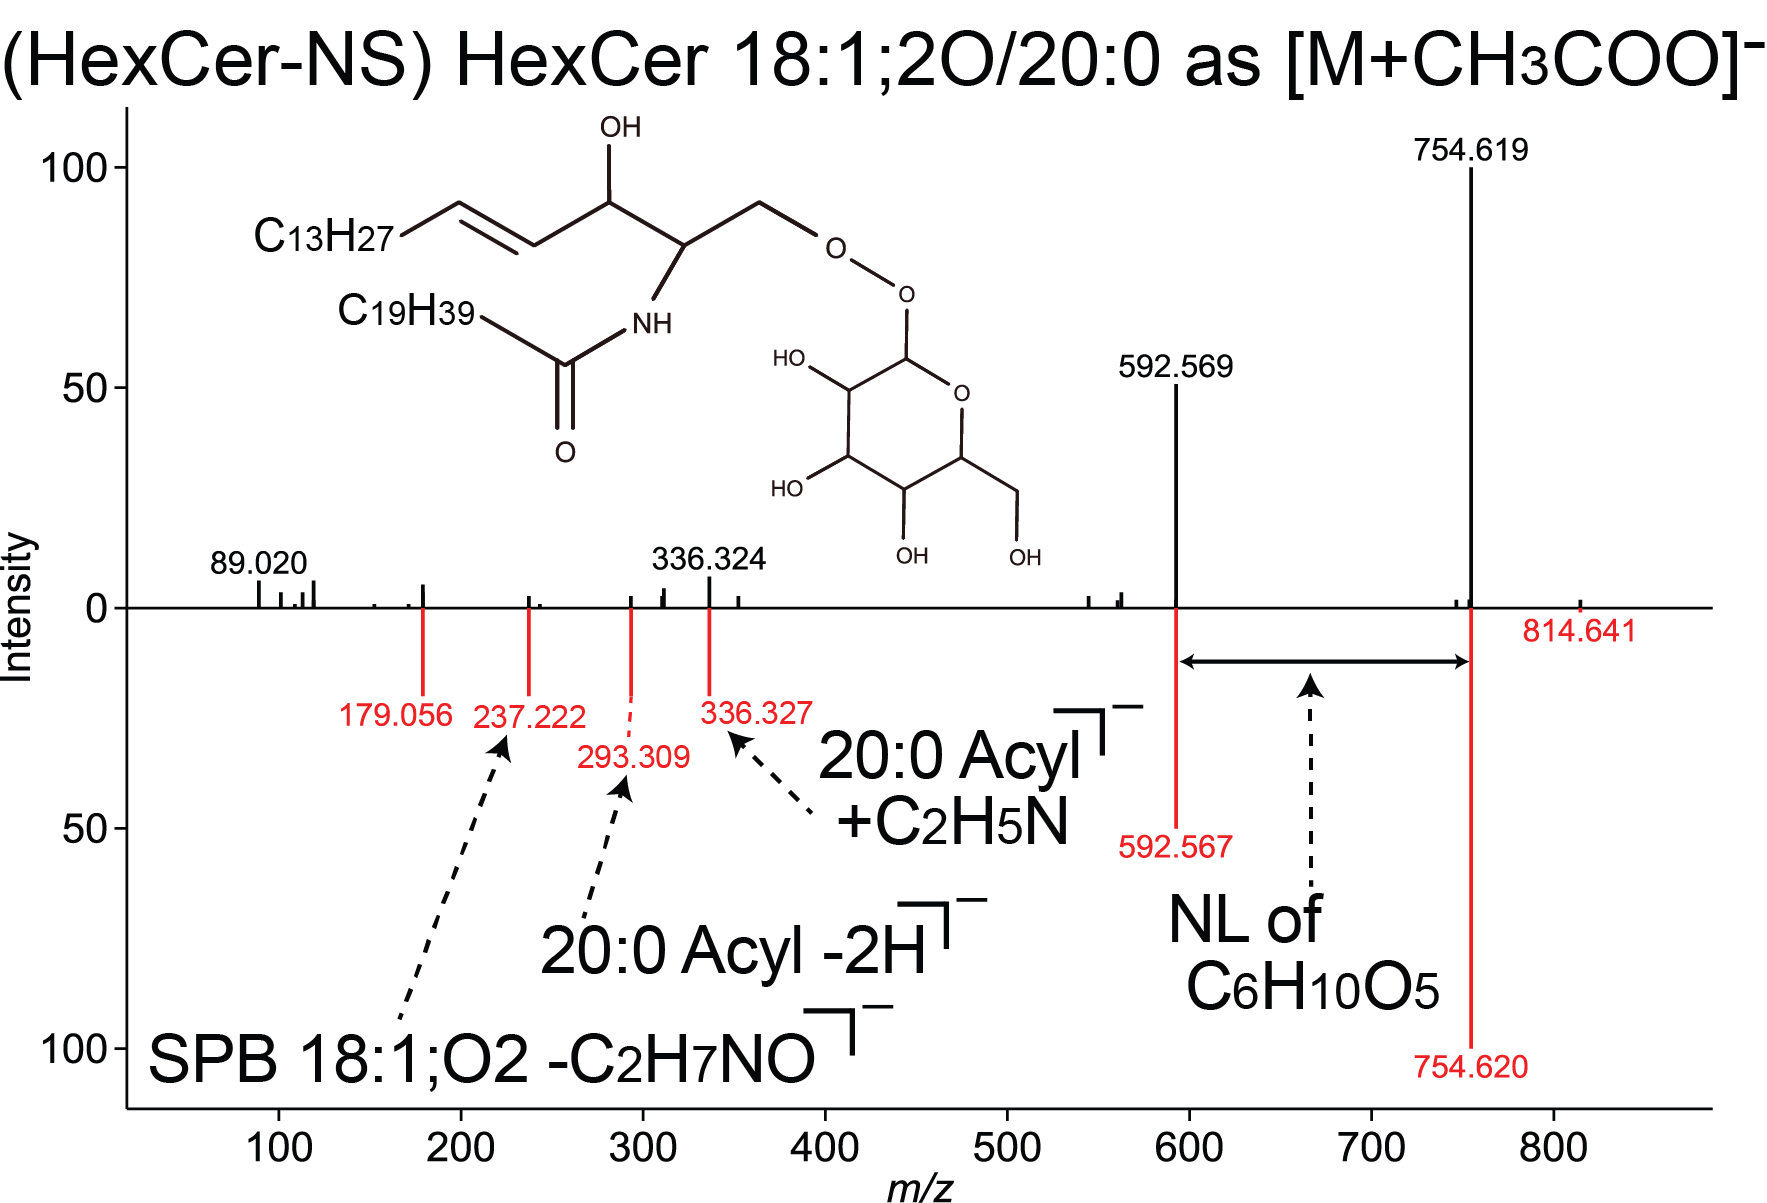 (HexCer-NS) HexCer 18:1;2O/20:0 as [M+CH3COO]-
OH
754.619
100
C13H27
O
O
C19H39
NH
HO
O
592.569
50
O
HO
OH
OH
89.020
336.324
Intensity
0
814.641
179.056
237.222
336.327
293.309
20:0 Acyl ⁻
+C2H5N
50
592.567
NL of
C6H10O5
20:0 Acyl -2H ⁻
SPB 18:1;O2 -C2H7NO ⁻
100
754.620
100
200
300
400
500
600
700
800
m/z